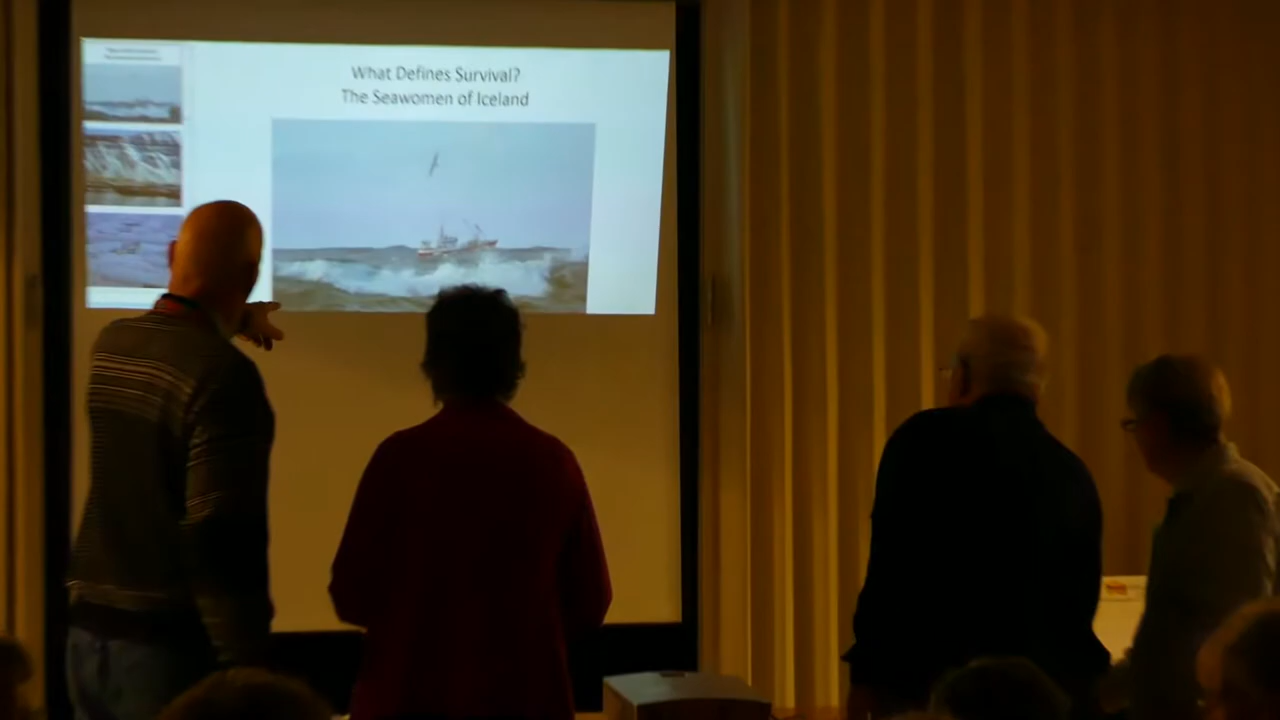 What Defines Survival?
The Seawomen of Iceland